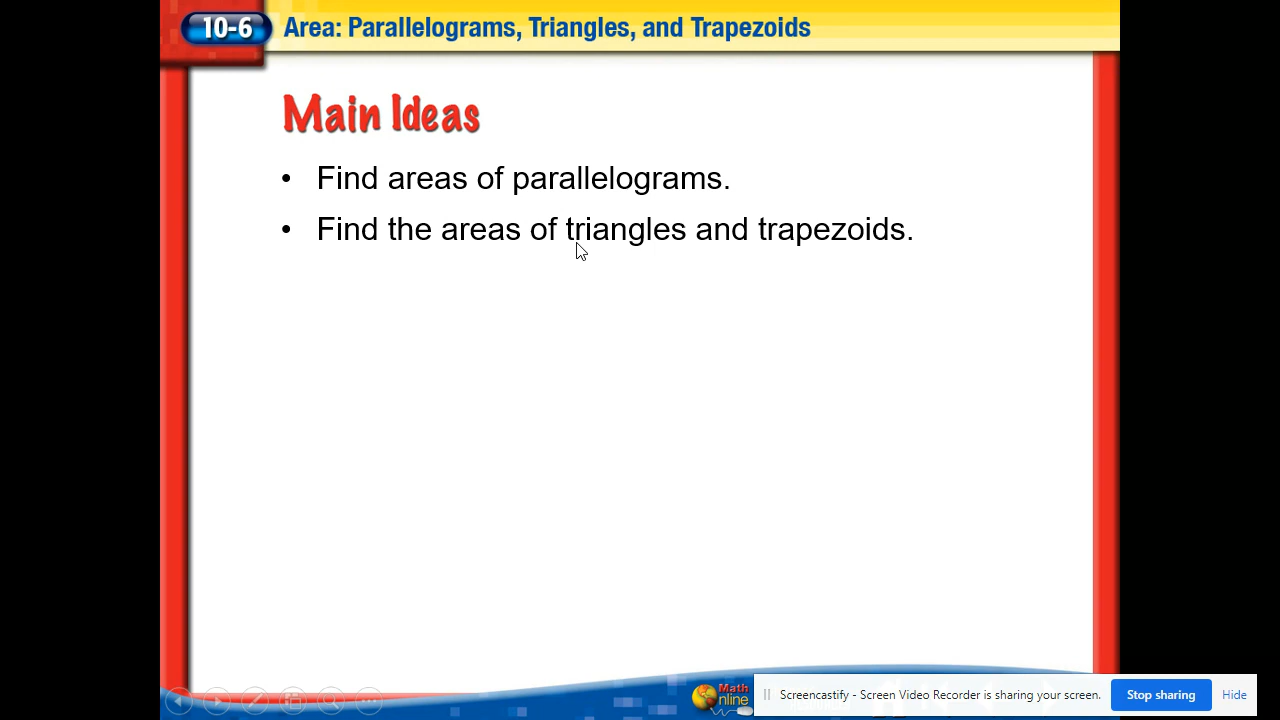 10-6 Area: Parallelograms, Triangles, and Trapezoids
Main Ideas
• Find areas of parallelograms.
• Find the areas of triangles and trapezoids.
Math
nline
Screencastify - Screen Video Recorder is sharing your screen. Stop sharing Hide